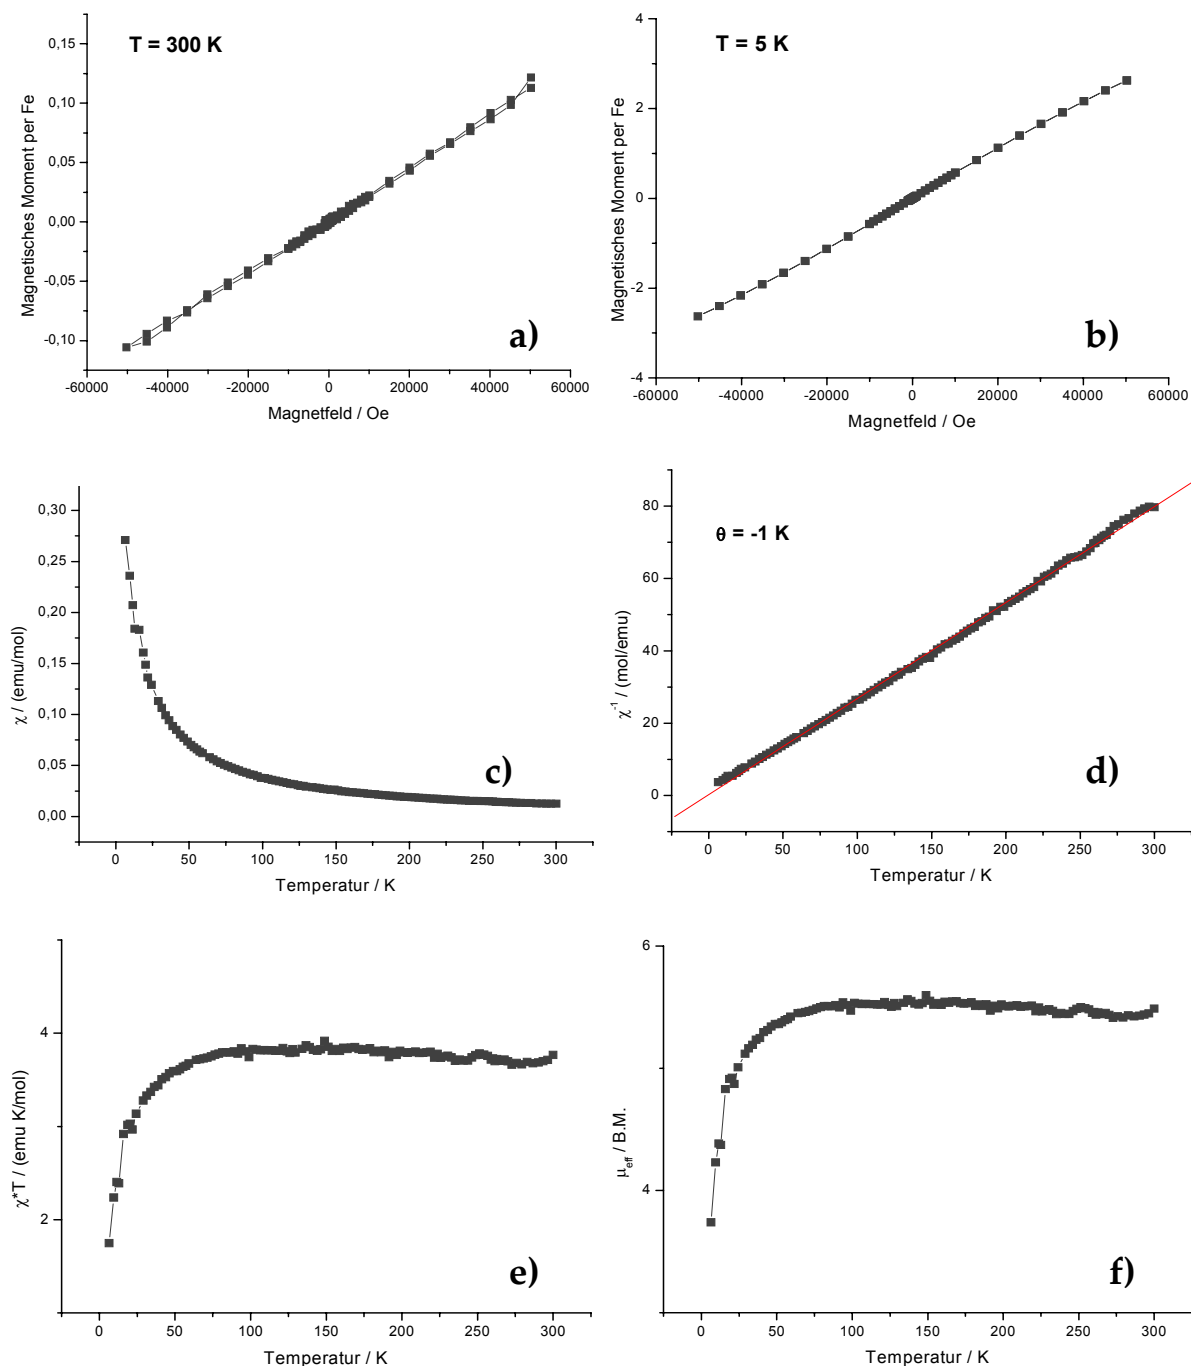 T = 300 K
0,15
0,10
0,05
0,00
-0,05
-0,10
Magnetisches Moment per Fe
a)
-60000 -40000 -20000 0 20000 40000 60000
Magnetfeld / Oe
T = 5 K
4
2
0
-2
-4
Magnetisches Moment per Fe
b)
-60000 -40000 -20000 0 20000 40000 60000
Magnetfeld / Oe
0,30
0,25
0,20
0,15
0,10
0,05
0,00
χ / (emu/mol)
c)
0 50 100 150 200 250 300
Temperatur / K
θ = -1 K
80
60
40
20
0
χ⁻¹ / (mol/emu)
d)
0 50 100 150 200 250 300
Temperatur / K
4
2
χ*T / (emu K/mol)
e)
0 50 100 150 200 250 300
Temperatur / K
6
4
μeff / B.M.
f)
0 50 100 150 200 250 300
Temperatur / K